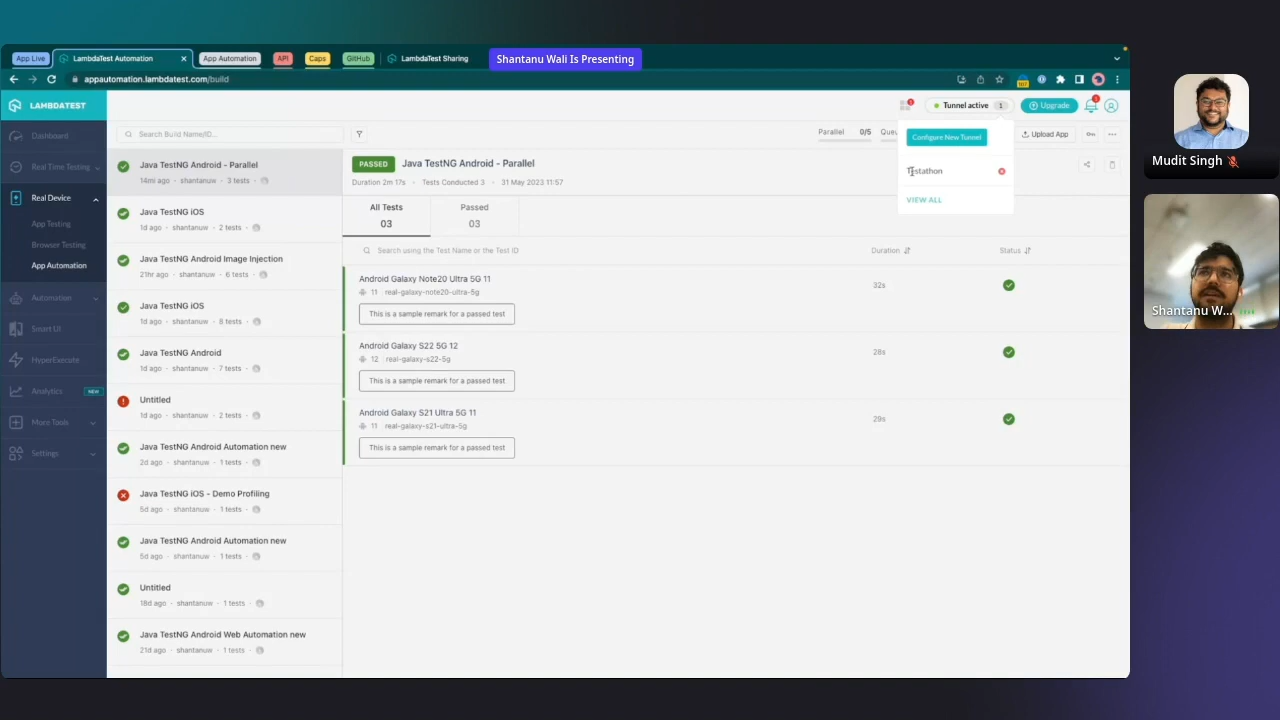 App Live
LambdaTest Automation
App Automation
API
Caps
GitHub
LambdaTest Sharing
Shantanu Wali Is Presenting
appautomation.lambdatest.com/build
LAMBDATEST
Tunnel active 1
Upgrade
Dashboard
Real Time Testing
Real Device
App Testing
Browser Testing
App Automation
Automation
Smart UI
HyperExecute
Analytics NEW
More Tools
Settings
Search Build Name/ID...
Java TestNG Android - Parallel
14mi ago - shantanuw - 3 tests
Java TestNG iOS
1d ago - shantanuw - 2 tests
Java TestNG Android Image Injection
21hr ago - shantanuw - 6 tests
Java TestNG iOS
1d ago - shantanuw - 8 tests
Java TestNG Android
1d ago - shantanuw - 7 tests
Untitled
1d ago - shantanuw - 2 tests
Java TestNG Android Automation new
2d ago - shantanuw - 1 tests
Java TestNG iOS - Demo Profiling
5d ago - shantanuw - 1 tests
Java TestNG Android Automation new
5d ago - shantanuw - 1 tests
Untitled
18d ago - shantanuw - 1 tests
Java TestNG Android Web Automation new
21d ago - shantanuw - 1 tests
Parallel 0/5
Upload App
Configure New Tunnel
Testathon
VIEW ALL
PASSED Java TestNG Android - Parallel
Duration 2m 17s • Tests Conducted 3 • 31 May 2023 11:57
All Tests
03
Passed
03
Search using the Test Name or the Test ID
Duration
Status
Android Galaxy Note20 Ultra 5G 11
11 real-galaxy-note20-ultra-5g
32s
This is a sample remark for a passed test
Android Galaxy S22 5G 12
12 real-galaxy-s22-5g
28s
This is a sample remark for a passed test
Android Galaxy S21 Ultra 5G 11
11 real-galaxy-s21-ultra-5g
29s
This is a sample remark for a passed test
Mudit Singh
Shantanu W...